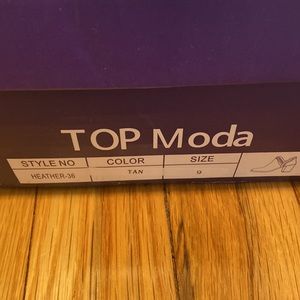 TOP Moda
STYLE NO COLOR SIZE
HEATHER-36 TAN 9